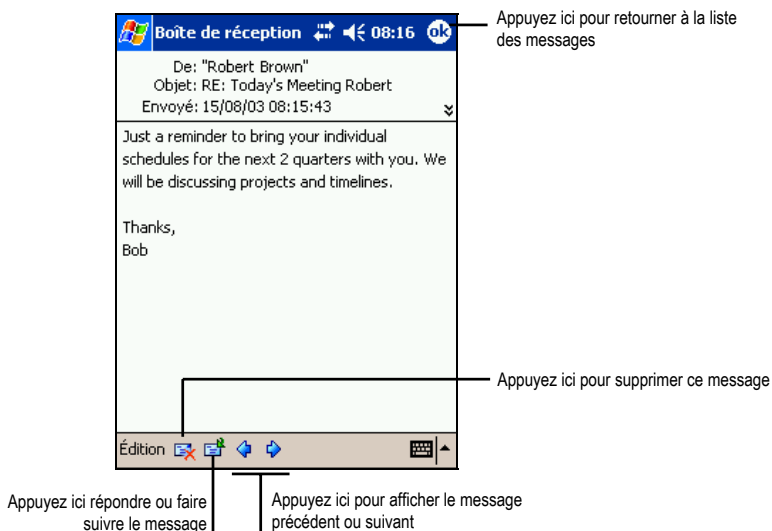 Boîte de réception 08:16 ok
Appuyez ici pour retourner à la liste
des messages
De: "Robert Brown"
Objet: RE: Today's Meeting Robert
Envoyé: 15/08/03 08:15:43
Just a reminder to bring your individual
schedules for the next 2 quarters with you. We
will be discussing projects and timelines.
Thanks,
Bob
Appuyez ici pour supprimer ce message
Édition
Appuyez ici répondre ou faire
suivre le message
Appuyez ici pour afficher le message
précédent ou suivant